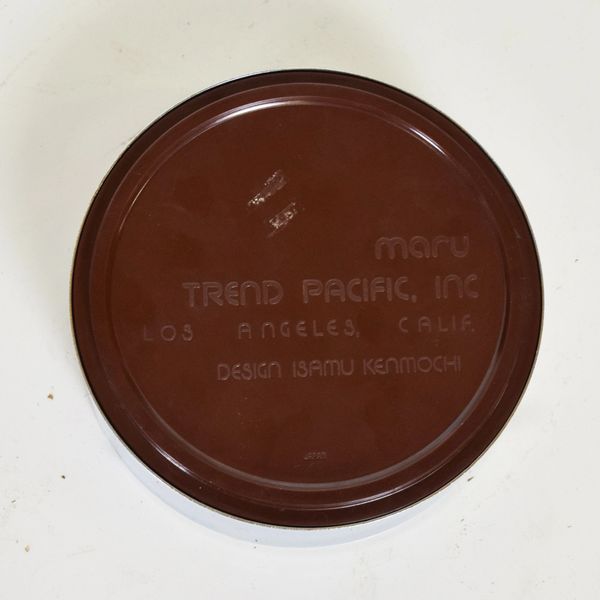 maru
TREND PACIFIC, INC
LOS ANGELES, CALIF.
DESIGN ISAMU KENMOCHI
JAPAN